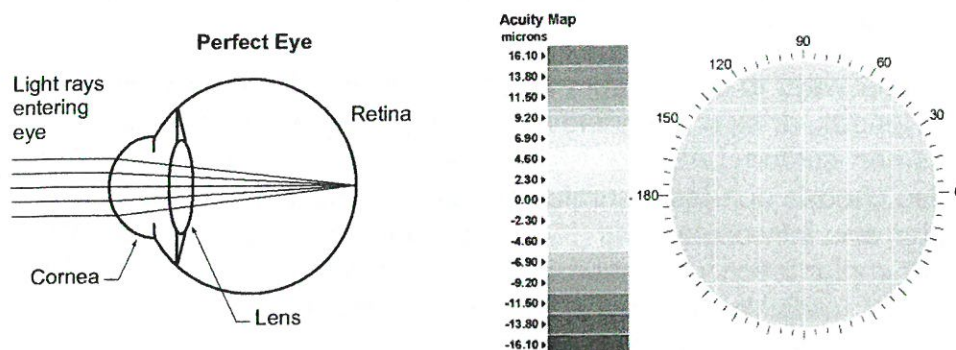 Perfect Eye
Light rays
entering
eye
Retina
Cornea
Lens
Acuity Map
microns
16.10
13.80
11.50
9.20
6.90
4.60
2.30
0.00
-2.30
-4.60
-6.90
-9.20
-11.50
-13.80
-16.10
90
120
60
150
30
180
0